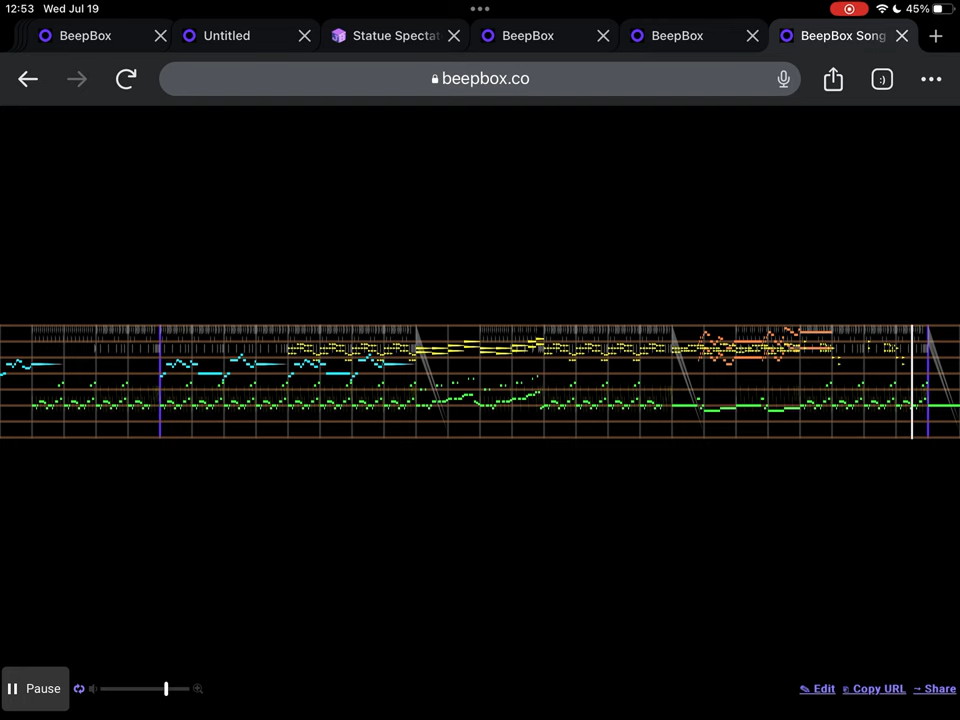 12:53 Wed Jul 19 45%
BeepBox Untitled Statue Spectat BeepBox BeepBox BeepBox Song
beepbox.co
Pause Edit Copy URL Share